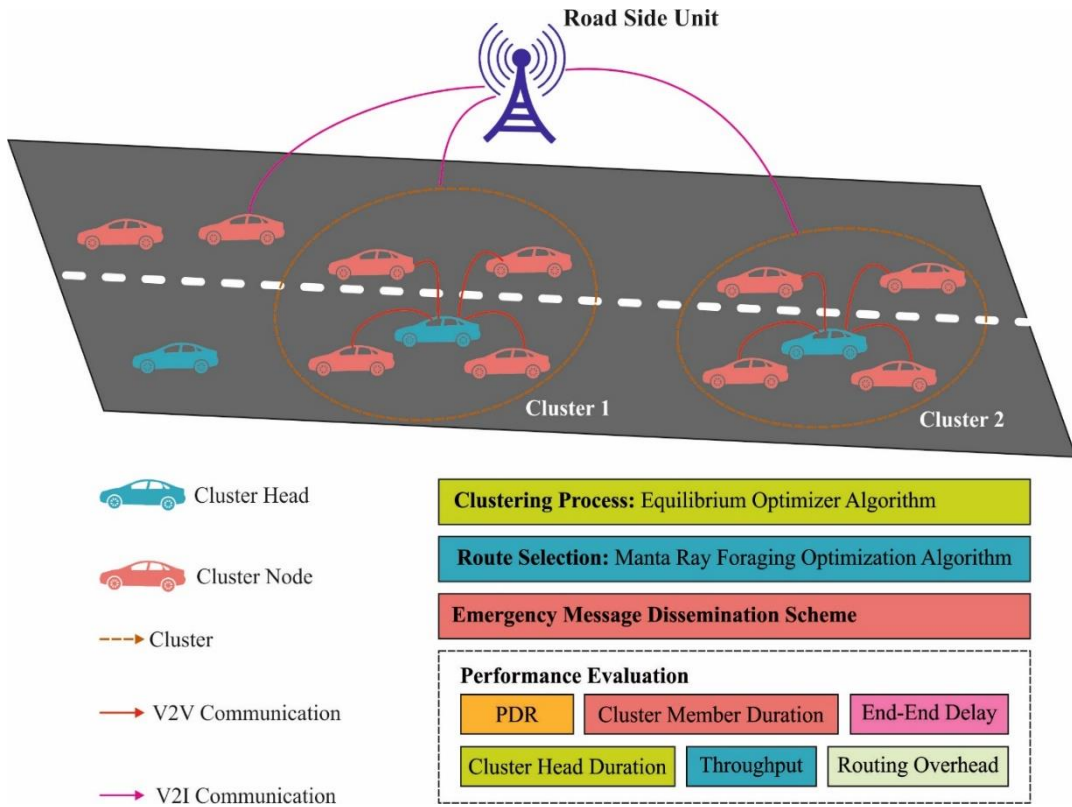 Road Side Unit
Cluster 1
Cluster 2
Cluster Head
Cluster Node
Cluster
V2V Communication
V2I Communication
Clustering Process: Equilibrium Optimizer Algorithm
Route Selection: Manta Ray Foraging Optimization Algorithm
Emergency Message Dissemination Scheme
Performance Evaluation
PDR
Cluster Member Duration
End-End Delay
Cluster Head Duration
Throughput
Routing Overhead